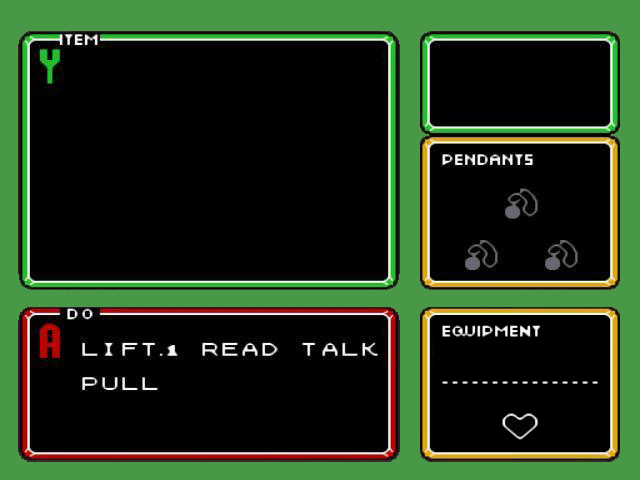 ITEM
Y
PENDANTS
DO
A
LIFT.1 READ TALK
PULL
EQUIPMENT